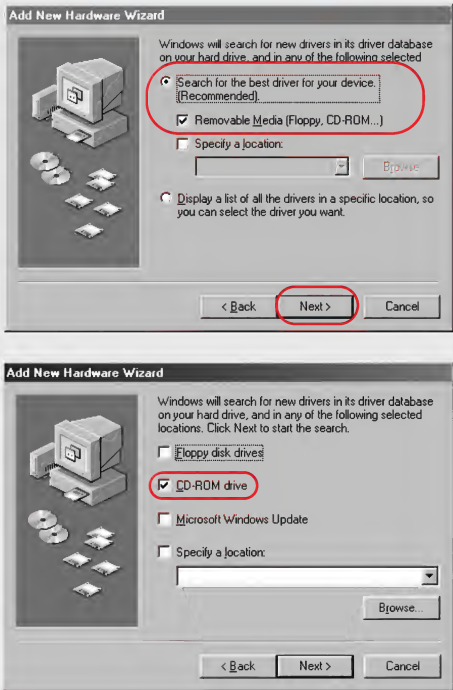 Add New Hardware Wizard
Windows will search for new drivers in its driver database
on your hard drive, and in any of the following selected
Search for the best driver for your device.
(Recommended).
Removable Media (Floppy, CD-ROM...)
Specify a location:
Browse
Display a list of all the drivers in a specific location, so
you can select the driver you want.
< Back
Next >
Cancel
Add New Hardware Wizard
Windows will search for new drivers in its driver database
on your hard drive, and in any of the following selected
locations. Click Next to start the search.
Floppy disk drives
CD-ROM drive
Microsoft Windows Update
Specify a location:
Browse...
< Back
Next >
Cancel